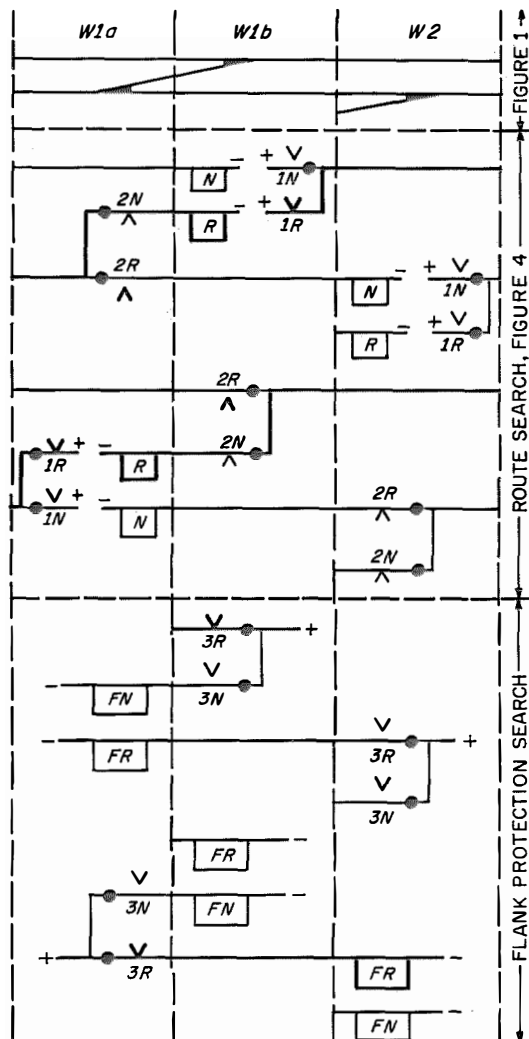 W1a W1b W2
FIGURE 1
- + V
N 1N
2N - + V
^ R 1R
2R - + V
^ N 1N
- + V
R 1R
2R
^
V + - 2N
1R R ^
V + - 2R
1N N ^
2N
^
ROUTE SEARCH, FIGURE 4
V +
3R
- V
FN 3N
- V +
FR 3R
V
3N
-
FR
V -
3N FN
+ V -
3R FR
-
FN
FLANK PROTECTION SEARCH